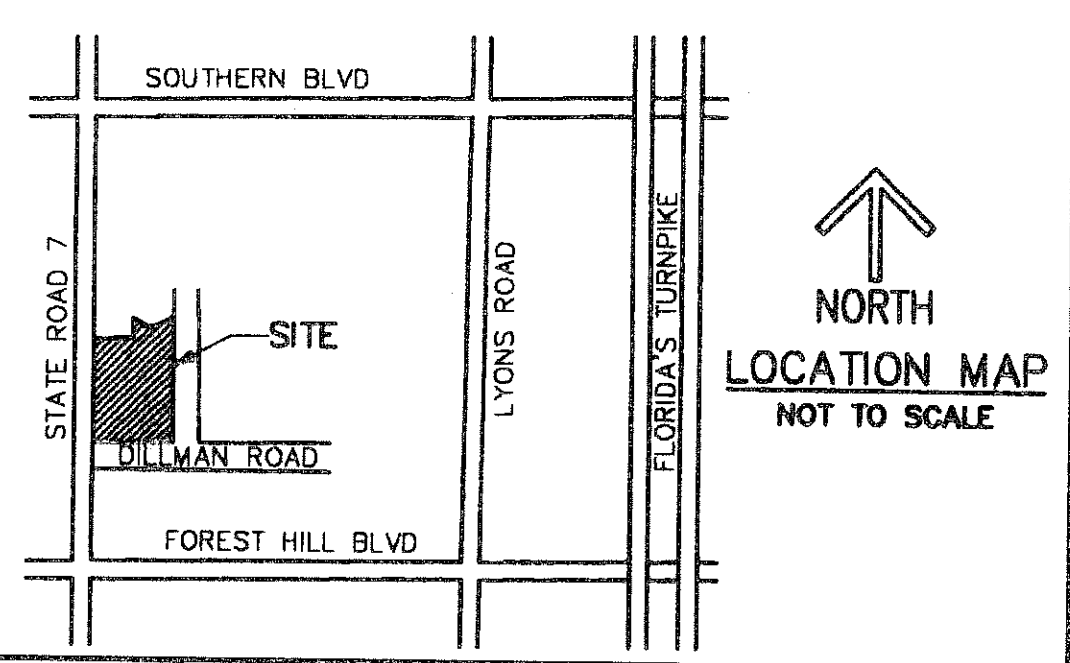 SOUTHERN BLVD
STATE ROAD 7
SITE
LYONS ROAD
FLORIDA'S TURNPIKE
NORTH
LOCATION MAP
NOT TO SCALE
DILLMAN ROAD
FOREST HILL BLVD